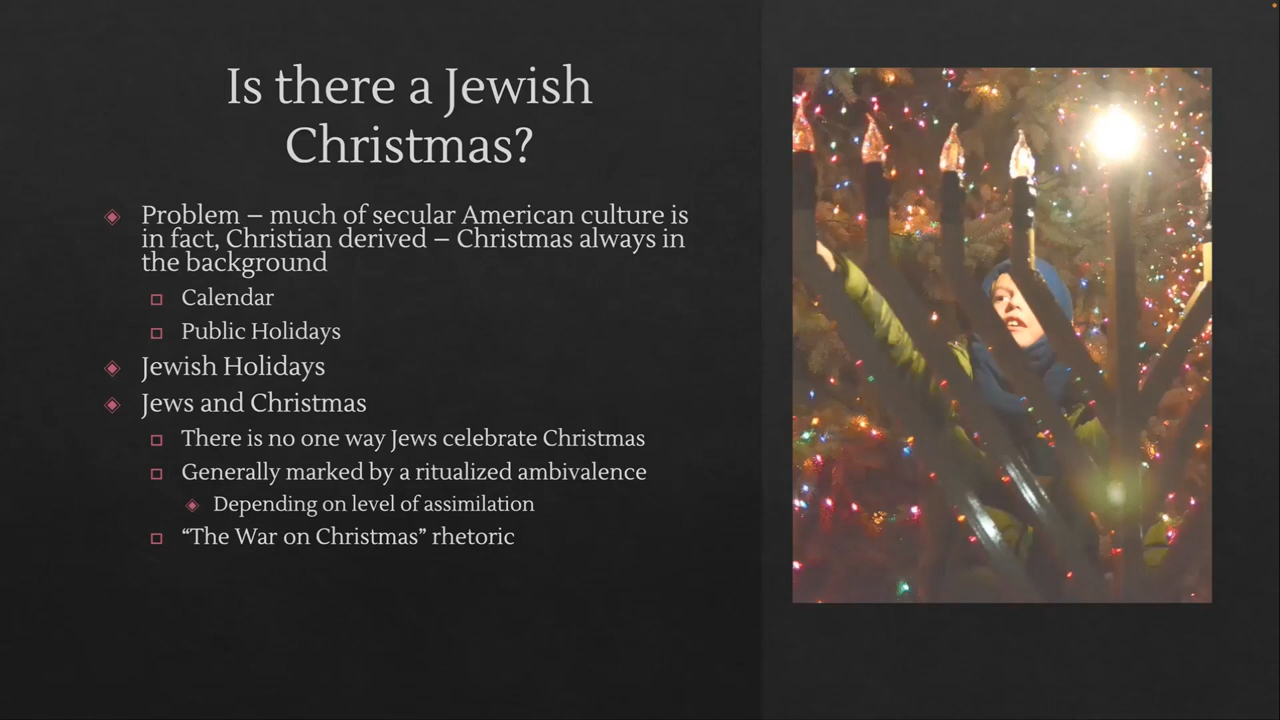 Is there a Jewish
Christmas?
Problem – much of secular American culture is
in fact, Christian derived – Christmas always in
the background
Calendar
Public Holidays
Jewish Holidays
Jews and Christmas
There is no one way Jews celebrate Christmas
Generally marked by a ritualized ambivalence
Depending on level of assimilation
“The War on Christmas” rhetoric